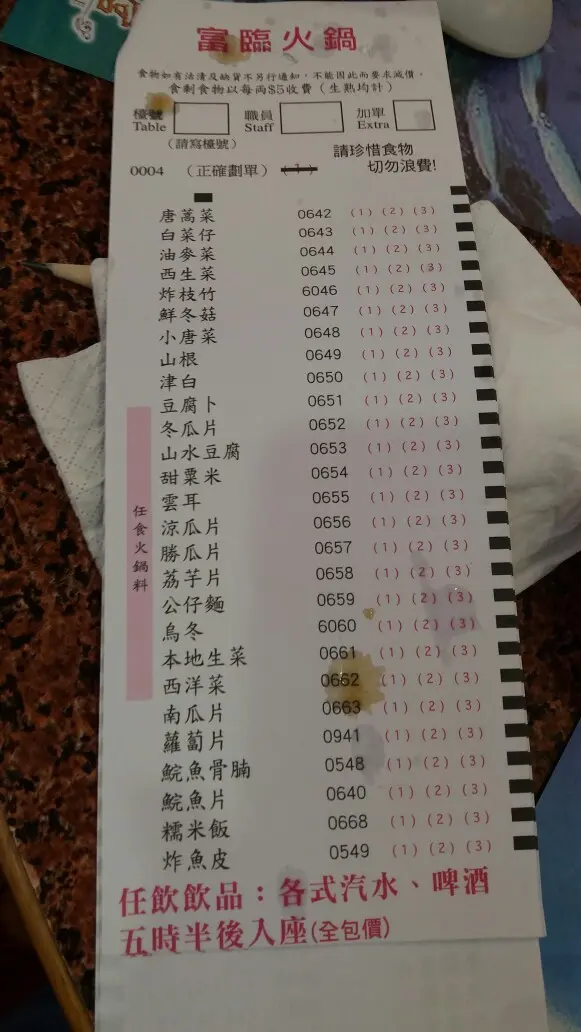 富臨火鍋
食物如有沽清及缺貨不另行通知，不能因此而要求減價。
食剩食物以每両$5收費（生熟均計）
檯號 Table
職員 Staff
加單 Extra
（請寫檯號）
請珍惜食物
切勿浪費!
0004 （正確劃單）（1）
任食火鍋料
唐蒿菜 0642 (1) (2) (3)
白菜仔 0643 (1) (2) (3)
油麥菜 0644 (1) (2) (3)
西生菜 0645 (1) (2) (3)
炸枝竹 6046 (1) (2) (3)
鮮冬菇 0647 (1) (2) (3)
小唐菜 0648 (1) (2) (3)
山根 0649 (1) (2) (3)
津白 0650 (1) (2) (3)
豆腐卜 0651 (1) (2) (3)
冬瓜片 0652 (1) (2) (3)
山水豆腐 0653 (1) (2) (3)
甜粟米 0654 (1) (2) (3)
雲耳 0655 (1) (2) (3)
涼瓜片 0656 (1) (2) (3)
勝瓜片 0657 (1) (2) (3)
荔芋片 0658 (1) (2) (3)
公仔麵 0659 (1) (2) (3)
烏冬 6060 (1) (2) (3)
本地生菜 0661 (1) (2) (3)
西洋菜 0662 (1) (2) (3)
南瓜片 0663 (1) (2) (3)
蘿蔔片 0941 (1) (2) (3)
鯇魚骨腩 0548 (1) (2) (3)
鯇魚片 0640 (1) (2) (3)
糯米飯 0668 (1) (2) (3)
炸魚皮 0549 (1) (2) (3)
任飲飲品：各式汽水、啤酒
五時半後入座(全包價)